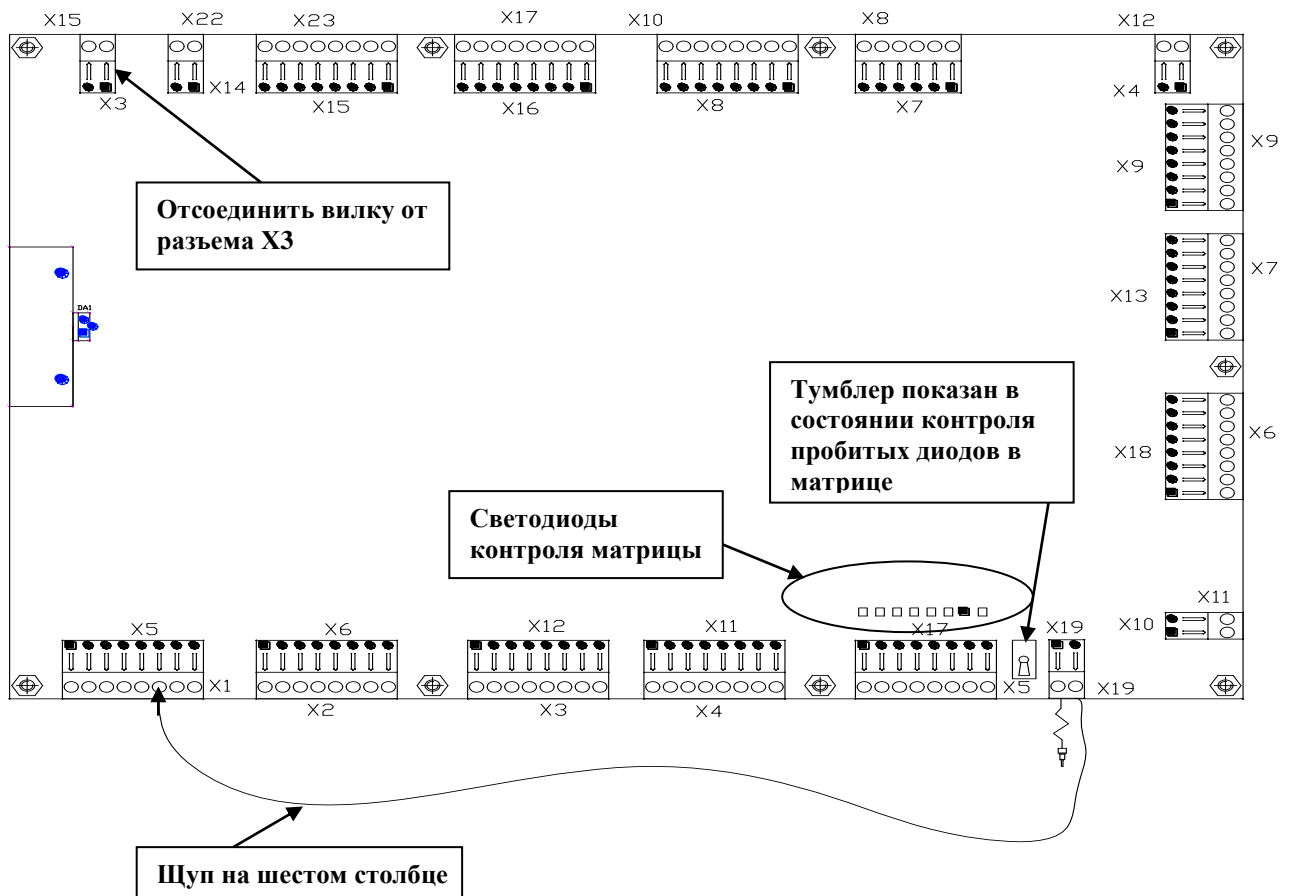 X15 X22 X23 X17 X10 X8 X12
X3 X14 X15 X16 X8 X7 X4
X9
X9
Отсоединить вилку от
разъема Х3
X7
X13
DA1
Тумблер показан в
состоянии контроля
пробитых диодов в
матрице
X6
X18
Светодиоды
контроля матрицы
X11
X10
X5 X6 X12 X11 X17 X19
X1 X2 X3 X4 X5 X19
Щуп на шестом столбце